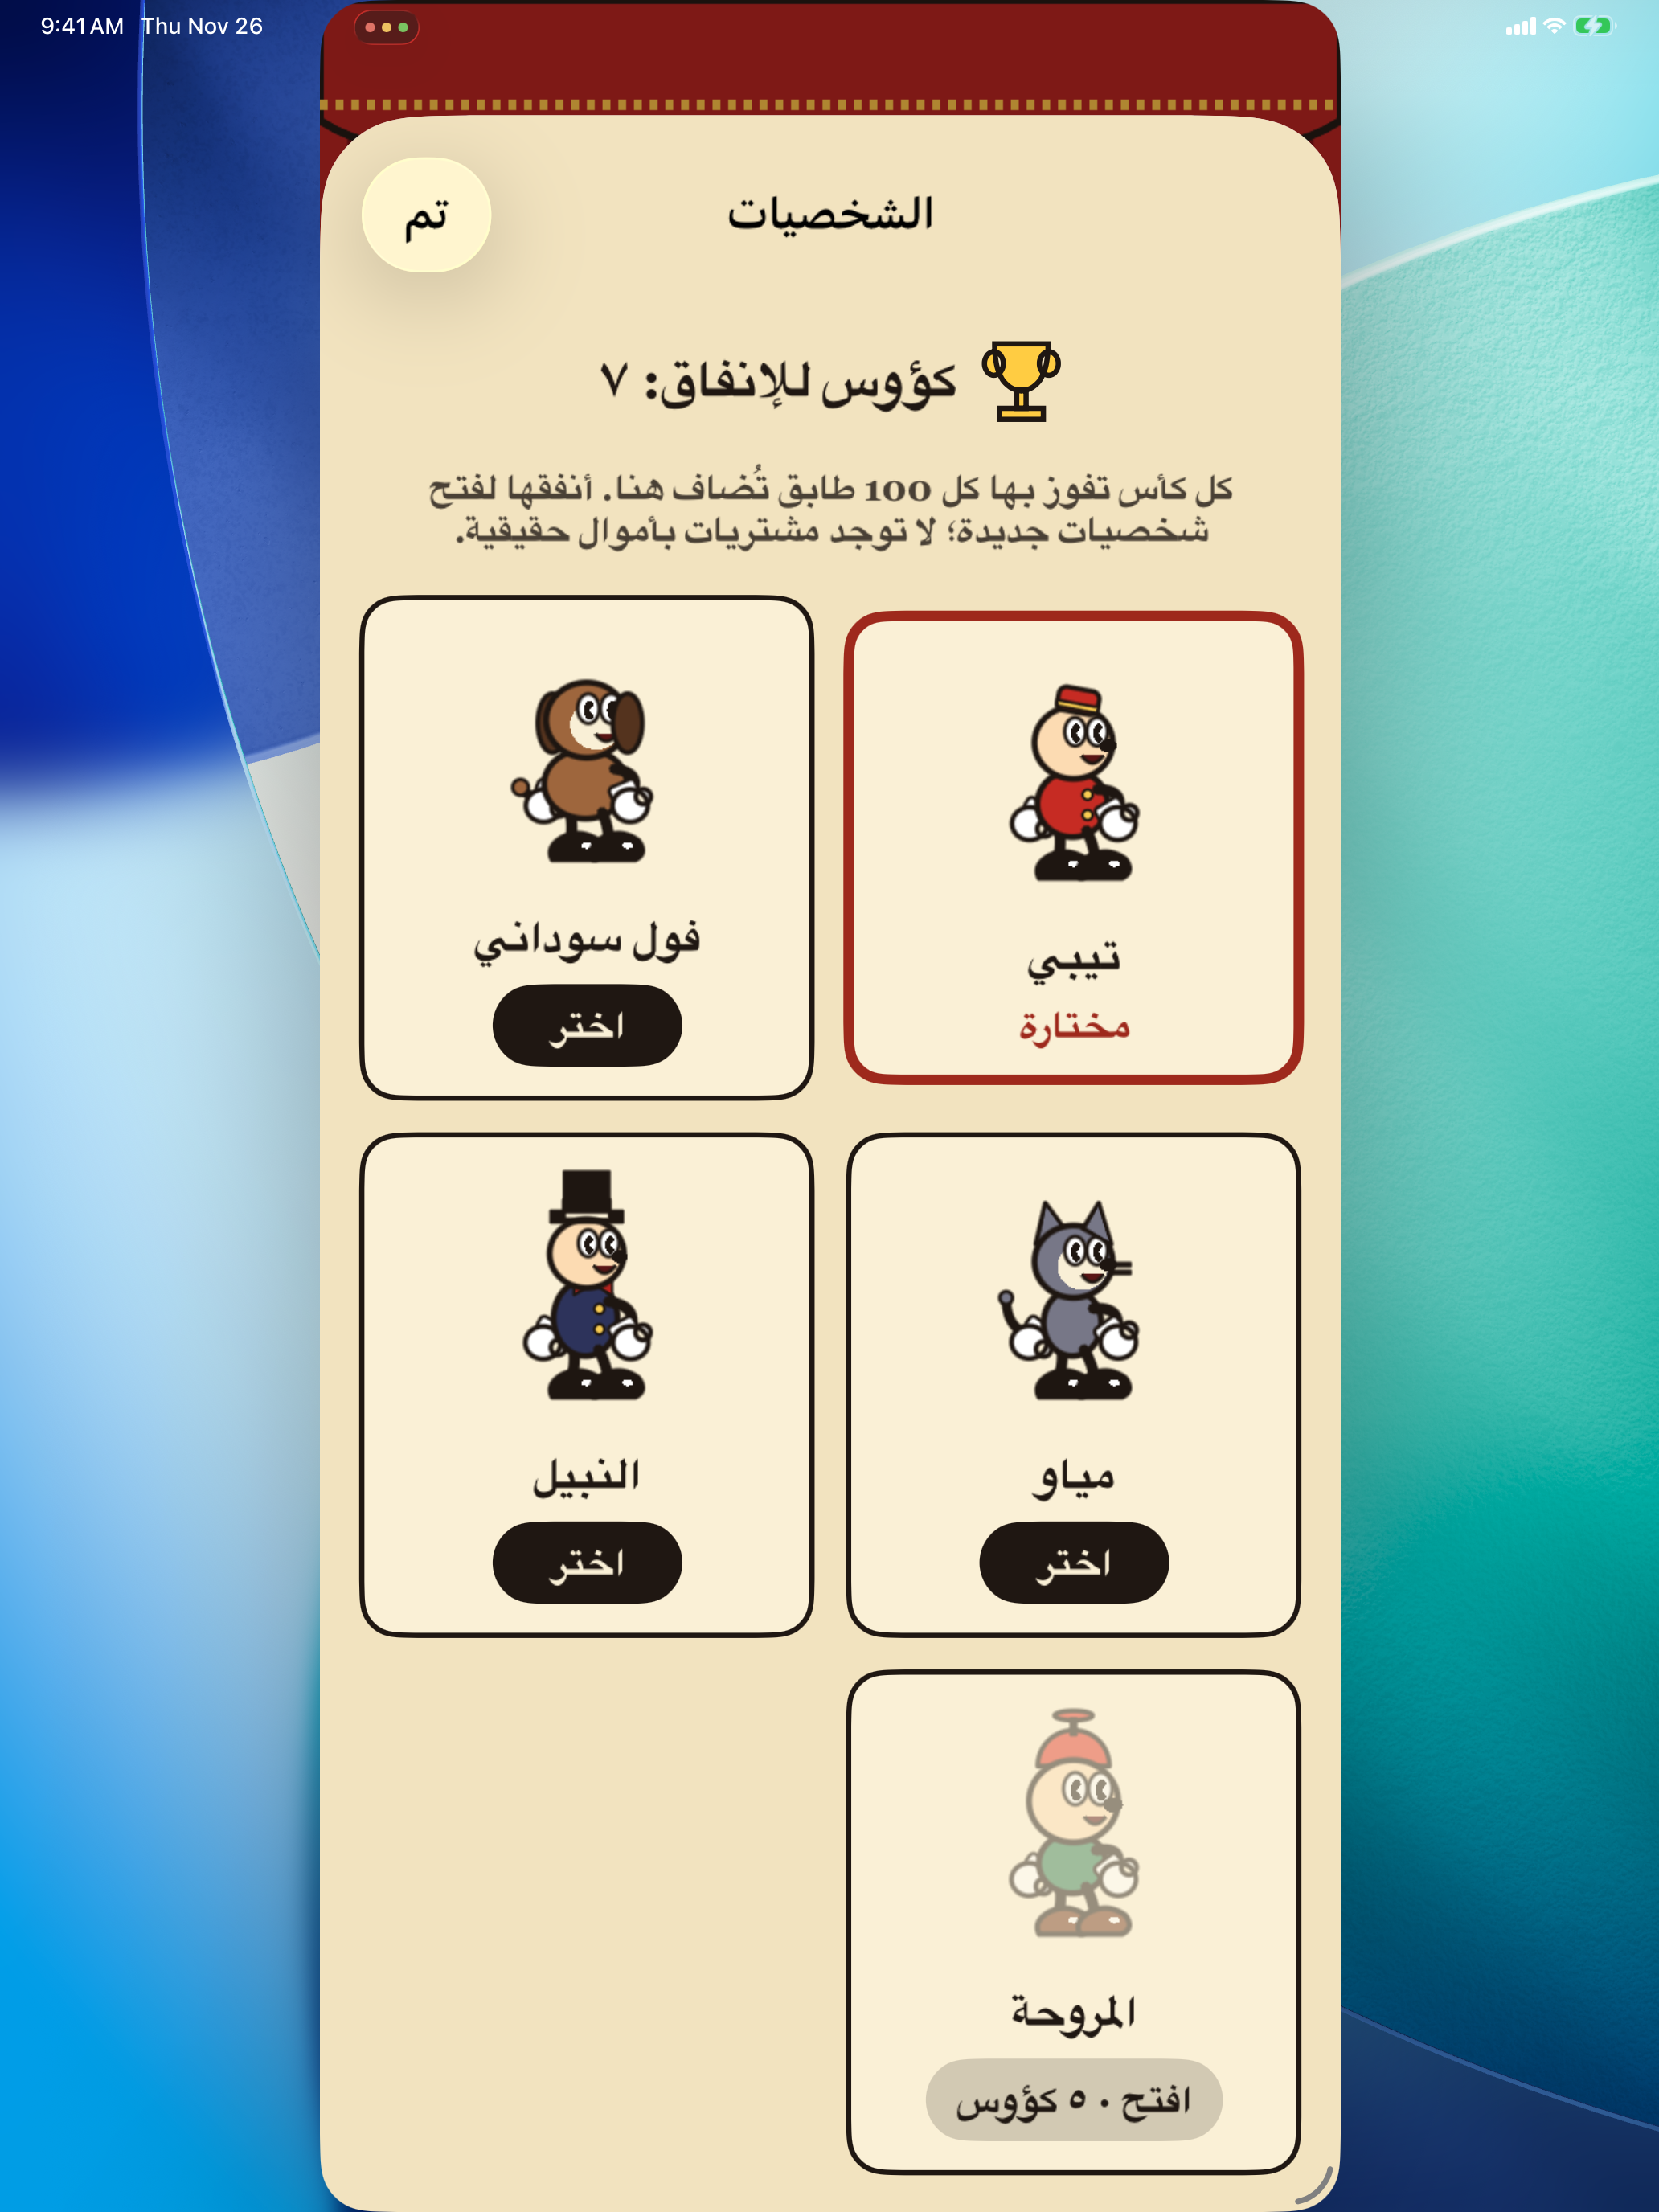 9:41 AM Thu Nov 26
الشخصيات
تم
كؤوس للإنفاق: ٧
كل كأس تفوز بها كل 100 طابق تُضاف هنا. أنفقها لفتح
شخصيات جديدة؛ لا توجد مشتريات بأموال حقيقية.
تيبي
مختارة
فول سوداني
اختر
مياو
اختر
النبيل
اختر
المروحة
افتح · ٥ كؤوس